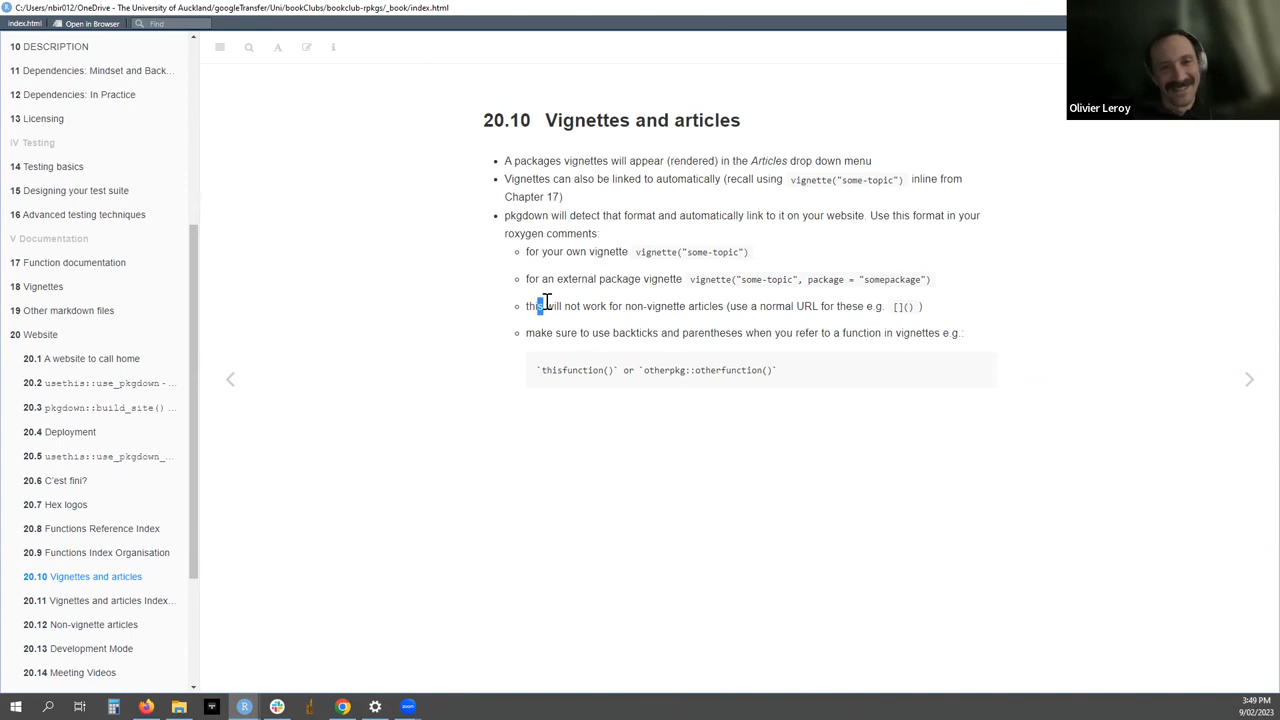 C:/Users/nbir012/OneDrive - The University of Auckland/googleTransfer/Uni/bookClubs/bookclub-rpkgs/_book/index.html
index.html
Open in Browser
Find
10 DESCRIPTION
11 Dependencies: Mindset and Back...
12 Dependencies: In Practice
13 Licensing
IV Testing
14 Testing basics
15 Designing your test suite
16 Advanced testing techniques
V Documentation
17 Function documentation
18 Vignettes
19 Other markdown files
20 Website
20.1 A website to call home
20.2 usethis::use_pkgdown - ...
20.3 pkgdown::build_site() ...
20.4 Deployment
20.5 usethis::use_pkgdown_...
20.6 C'est fini?
20.7 Hex logos
20.8 Functions Reference Index
20.9 Functions Index Organisation
20.10 Vignettes and articles
20.11 Vignettes and articles Index...
20.12 Non-vignette articles
20.13 Development Mode
20.14 Meeting Videos
20.10 Vignettes and articles
A packages vignettes will appear (rendered) in the Articles drop down menu
Vignettes can also be linked to automatically (recall using vignette("some-topic") inline from
Chapter 17)
pkgdown will detect that format and automatically link to it on your website. Use this format in your
roxygen comments:
for your own vignette vignette("some-topic")
for an external package vignette vignette("some-topic", package = "somepackage")
this will not work for non-vignette articles (use a normal URL for these e.g. []() )
make sure to use backticks and parentheses when you refer to a function in vignettes e.g.:
`thisfunction()` or `otherpkg::otherfunction()`
Olivier Leroy
3:49 PM
9/02/2023